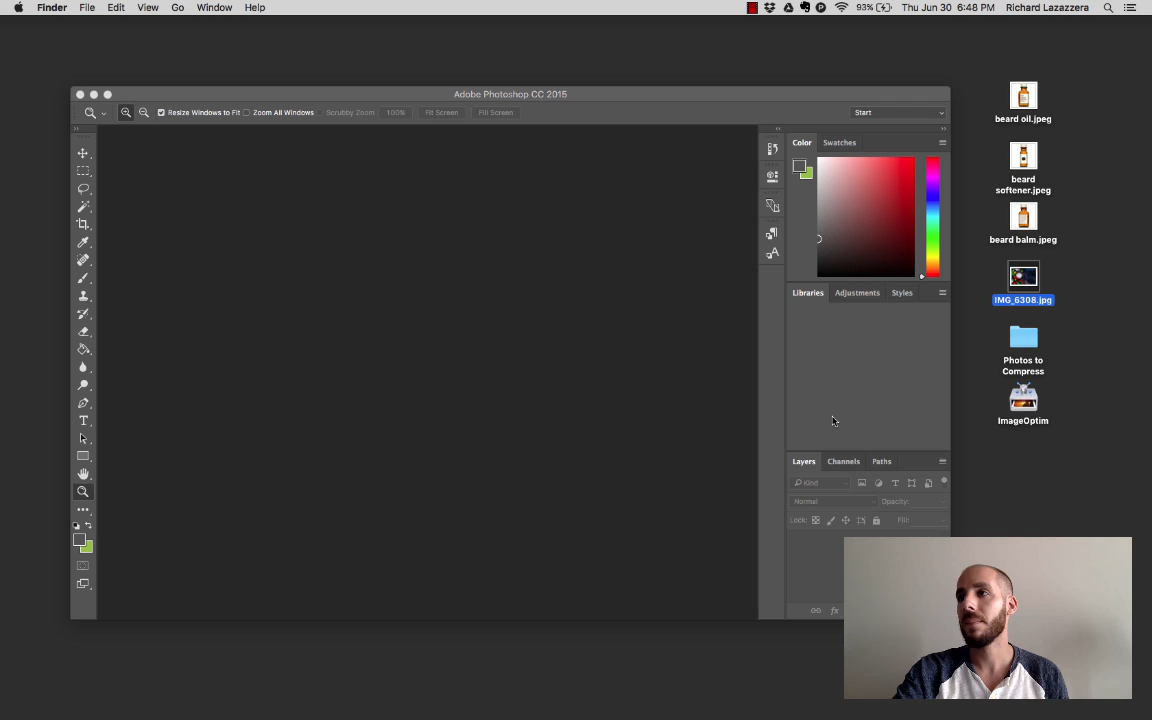 Finder File Edit View Go Window Help 93% Thu Jun 30 6:48 PM Richard Lazazzera
Adobe Photoshop CC 2015
Resize Windows to Fit Zoom All Windows Scrubby Zoom 100% Fit Screen Fill Screen Start
Color Swatches
Libraries Adjustments Styles
Layers Channels Paths
Kind
Normal Opacity:
Lock: Fill:
fx
beard oil.jpeg
beard
softener.jpeg
beard balm.jpeg
IMG_6308.jpg
Photos to
Compress
ImageOptim